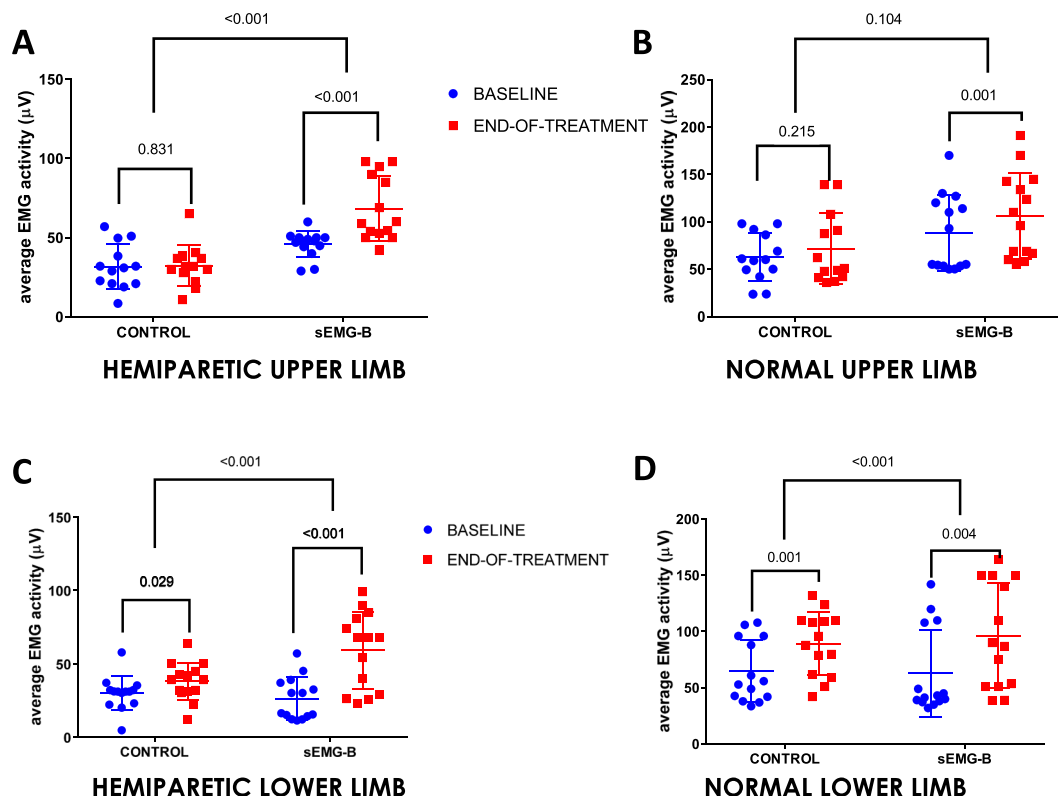 A
<0.001
150
100
50
0
average EMG activity (µV)
0.831
<0.001
CONTROL
sEMG-B
HEMIPARETIC UPPER LIMB
BASELINE
END-OF-TREATMENT
B
0.104
250
200
150
100
50
0
average EMG activity (µV)
0.215
0.001
CONTROL
sEMG-B
NORMAL UPPER LIMB
C
<0.001
150
100
50
0
average EMG activity (µV)
0.029
<0.001
CONTROL
sEMG-B
HEMIPARETIC LOWER LIMB
BASELINE
END-OF-TREATMENT
D
<0.001
200
150
100
50
0
average EMG activity (µV)
0.001
0.004
CONTROL
sEMG-B
NORMAL LOWER LIMB